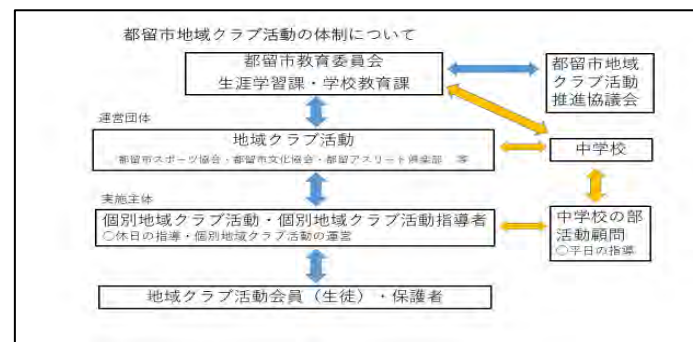 都留市地域クラブ活動の体制について
都留市教育委員会
生涯学習課・学校教育課
都留市地域
クラブ活動
推進協議会
運営団体
地域クラブ活動
都留市スポーツ協会・都留市文化協会・都留アスリート倶楽部 等
中学校
実施主体
個別地域クラブ活動・個別地域クラブ活動指導者
○休日の指導・個別地域クラブ活動の運営
中学校の部
活動顧問
○平日の指導
地域クラブ活動会員（生徒）・保護者